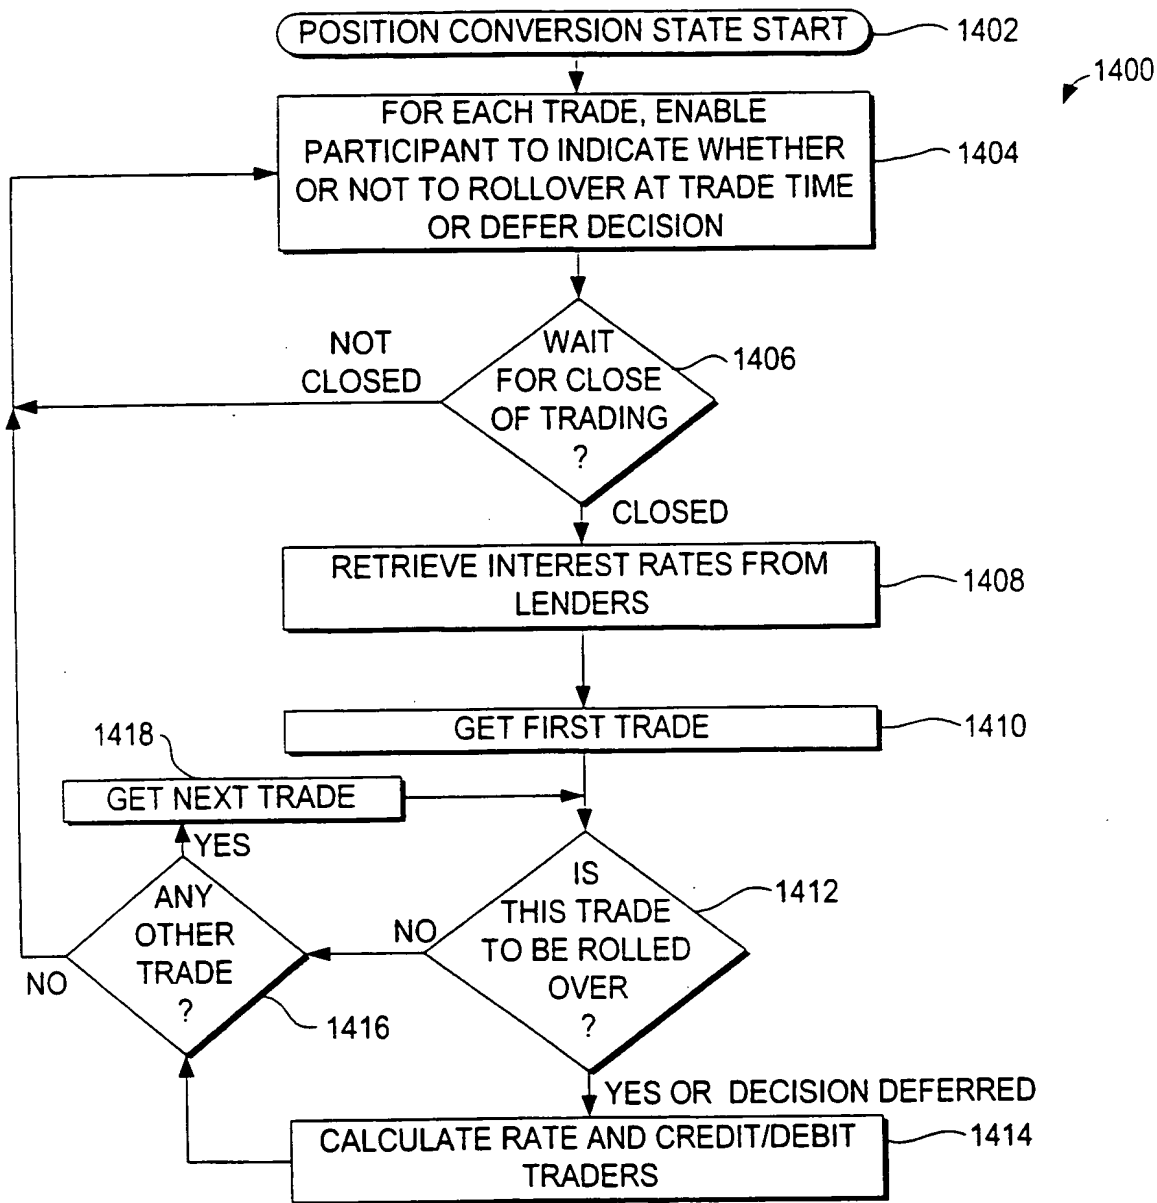 POSITION CONVERSION STATE START
1402
1400
FOR EACH TRADE, ENABLE
PARTICIPANT TO INDICATE WHETHER
OR NOT TO ROLLOVER AT TRADE TIME
OR DEFER DECISION
1404
NOT
CLOSED
WAIT
FOR CLOSE
OF TRADING
?
1406
CLOSED
RETRIEVE INTEREST RATES FROM
LENDERS
1408
GET FIRST TRADE
1410
1418
GET NEXT TRADE
YES
ANY
OTHER
TRADE
?
NO
1416
NO
IS
THIS TRADE
TO BE ROLLED
OVER
?
1412
YES OR DECISION DEFERRED
CALCULATE RATE AND CREDIT/DEBIT
TRADERS
1414